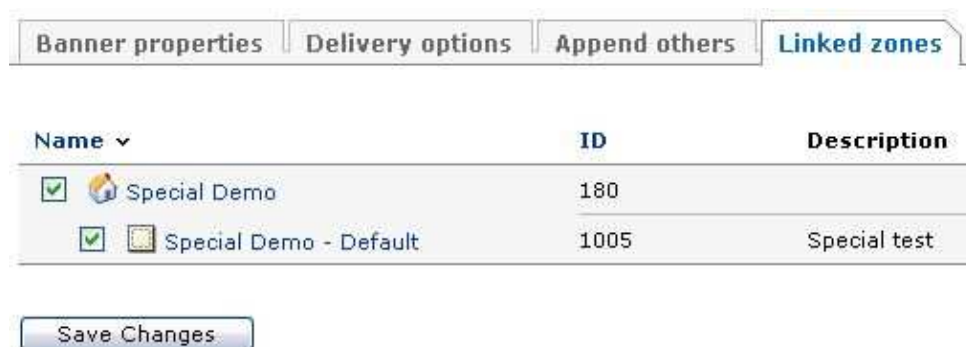 Banner properties Delivery options Append others Linked zones
Name ID Description
Special Demo 180
Special Demo - Default 1005 Special test
Save Changes